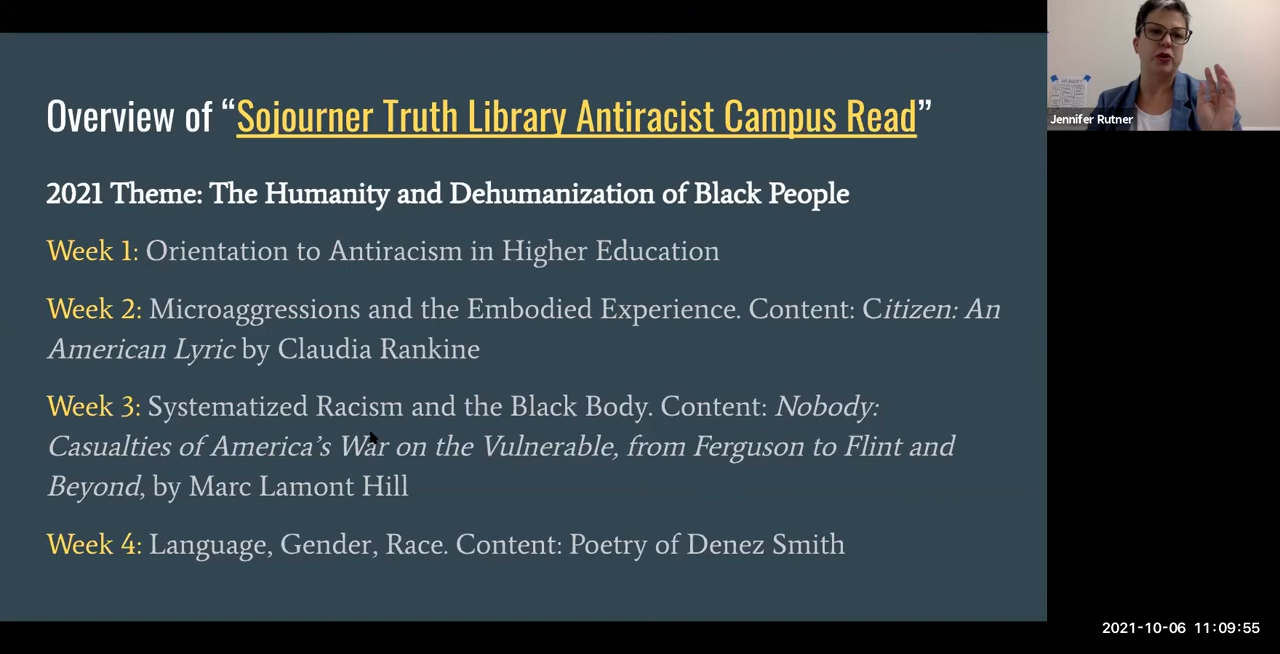 Overview of “Sojourner Truth Library Antiracist Campus Read”
2021 Theme: The Humanity and Dehumanization of Black People
Week 1: Orientation to Antiracism in Higher Education
Week 2: Microaggressions and the Embodied Experience. Content: Citizen: An
American Lyric by Claudia Rankine
Week 3: Systematized Racism and the Black Body. Content: Nobody:
Casualties of America’s War on the Vulnerable, from Ferguson to Flint and
Beyond, by Marc Lamont Hill
Week 4: Language, Gender, Race. Content: Poetry of Denez Smith
Jennifer Rutner
2021-10-06 11:09:55